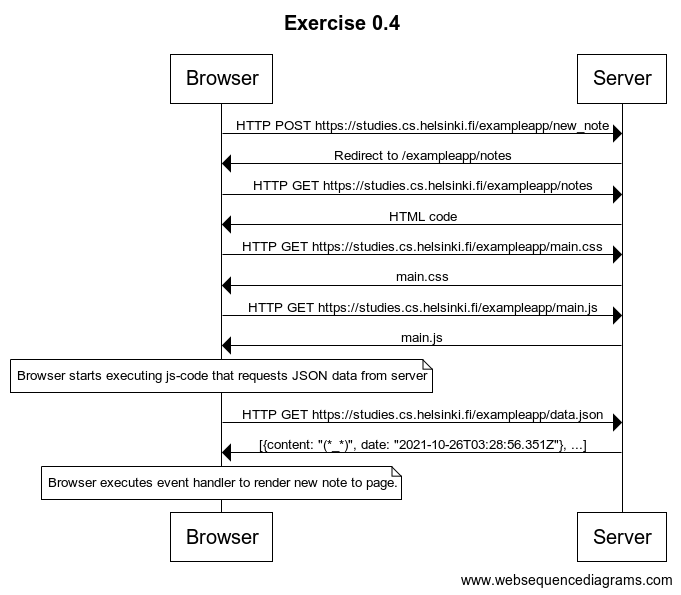 Exercise 0.4
Browser
Server
HTTP POST https://studies.cs.helsinki.fi/exampleapp/new_note
Redirect to /exampleapp/notes
HTTP GET https://studies.cs.helsinki.fi/exampleapp/notes
HTML code
HTTP GET https://studies.cs.helsinki.fi/exampleapp/main.css
main.css
HTTP GET https://studies.cs.helsinki.fi/exampleapp/main.js
main.js
Browser starts executing js-code that requests JSON data from server
HTTP GET https://studies.cs.helsinki.fi/exampleapp/data.json
[{content: "(*_*)", date: "2021-10-26T03:28:56.351Z"}, ...]
Browser executes event handler to render new note to page.
Browser
Server
www.websequencediagrams.com